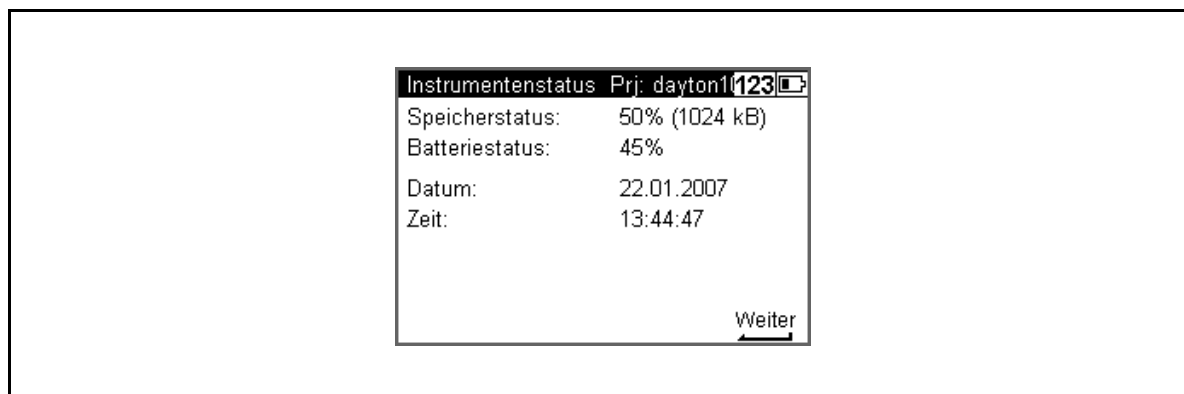 Instrumentenstatus Prj: dayton1 123
Speicherstatus: 50% (1024 kB)
Batteriestatus: 45%
Datum: 22.01.2007
Zeit: 13:44:47
Weiter